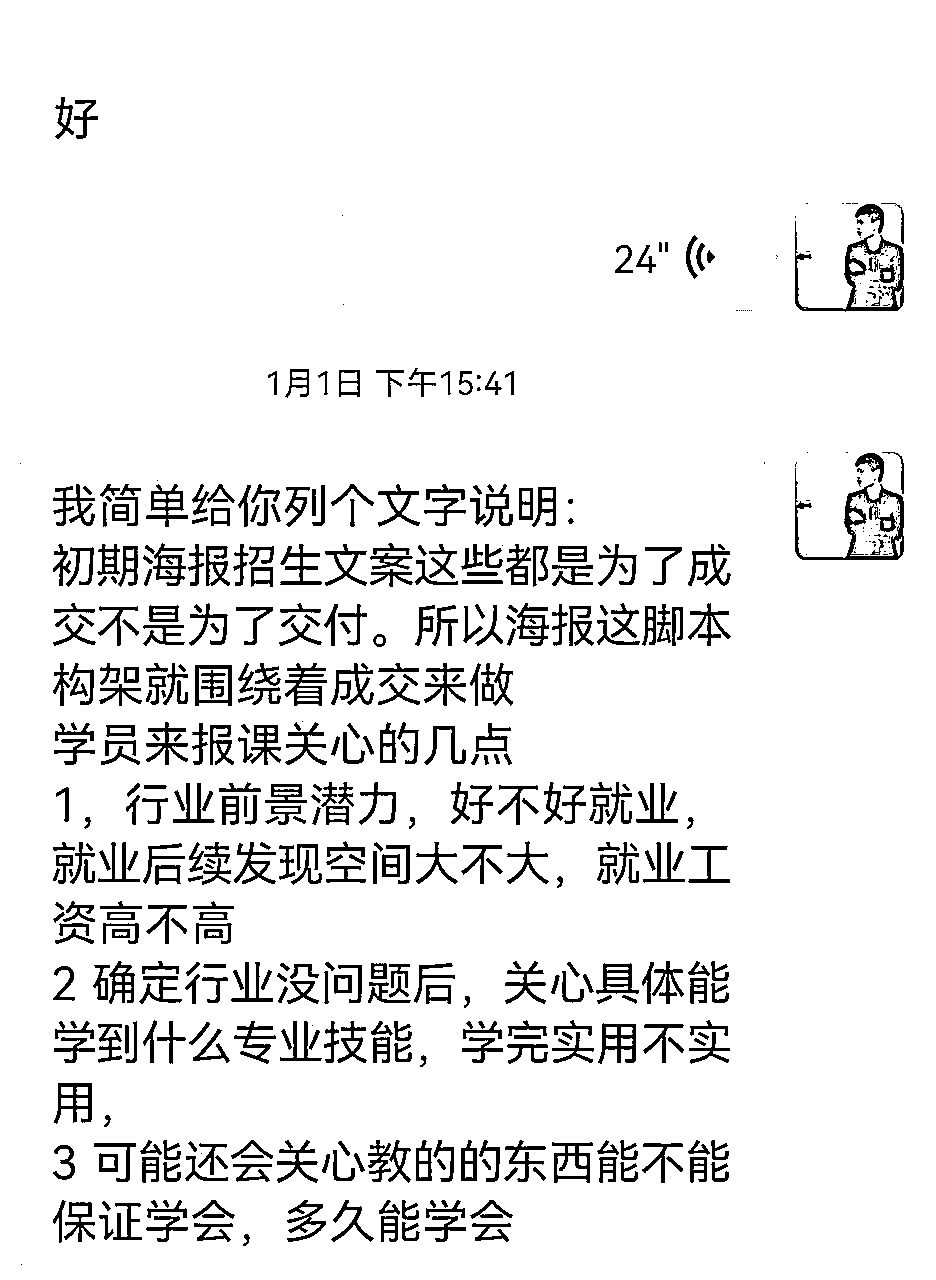 好
24"
1月1日 下午15:41
我简单给你列个文字说明：
初期海报招生文案这些都是为了成
交不是为了交付。所以海报这脚本
构架就围绕着成交来做
学员来报课关心的几点
1，行业前景潜力，好不好就业，
就业后续发现空间大不大，就业工
资高不高
2 确定行业没问题后，关心具体能
学到什么专业技能，学完实用不实
用，
3 可能还会关心教的的东西能不能
保证学会，多久能学会